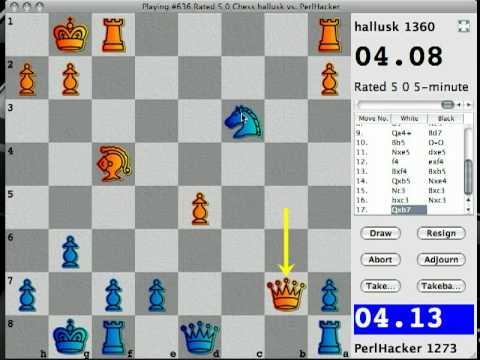 Playing #636 Rated 5 0 Chess hallusk vs. PerlHacker
hallusk 1360
04.08
Rated 5 0 5-minute
Move No. White Black
9. Qa4+ Bd7
10. Bb5 O-O
11. Nxe5 dxe5
12. f4 exf4
13. Bxf4 Bxb5
14. Qxb5 Nxe4
15. Nc3 Nxc3
16. bxc3 Nxc3
17. Qxb7
Draw Resign
Abort Adjourn
Take... Takeba...
04.13
PerlHacker 1273
1
2
3
4
5
6
7
8
h g f e d c b a